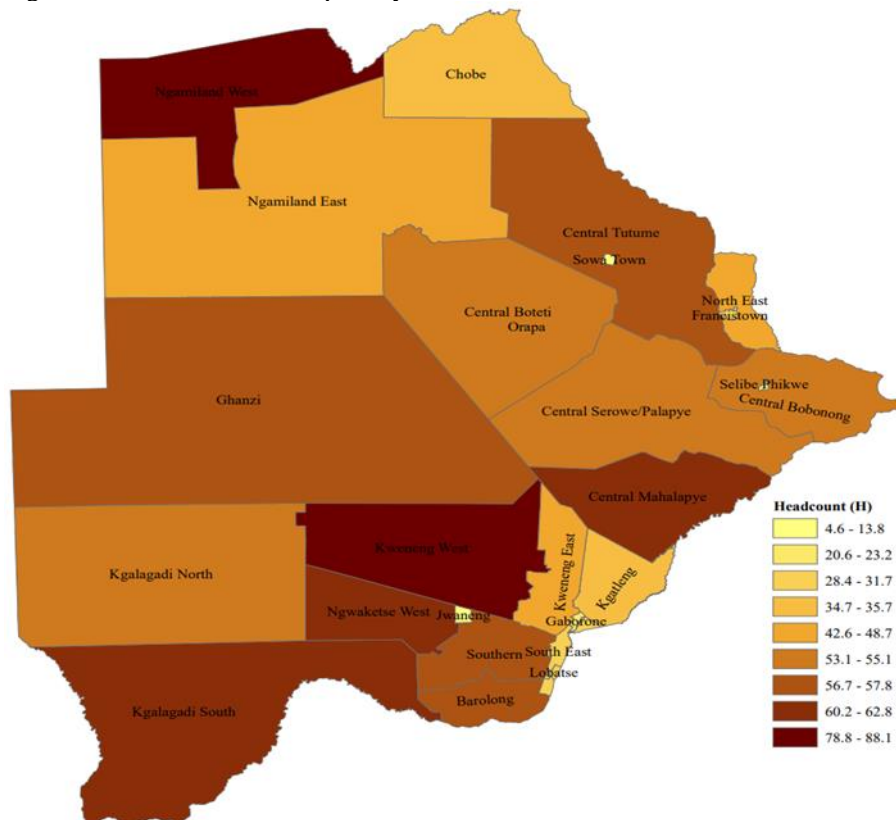 Chobe
Ngamiland West
Ngamiland East
Central Tutume
Sown Town
North East
Francistown
Central Boteti
Orapa
Selibe Phikwe
Central Bobonong
Ghanzi
Central Serowe/Palapye
Central Mahalapye
Headcount (H)
4.6 - 13.8
20.6 - 23.2
28.4 - 31.7
34.7 - 35.7
42.6 - 48.7
53.1 - 55.1
56.7 - 57.8
60.2 - 62.8
78.8 - 88.1
Kweneng West
Kweneng East
Kgatleng
Kgalagadi North
Ngwaketse West
Jwaneng
Gaborone
Southern
South East
Lobatse
Barolong
Kgalagadi South